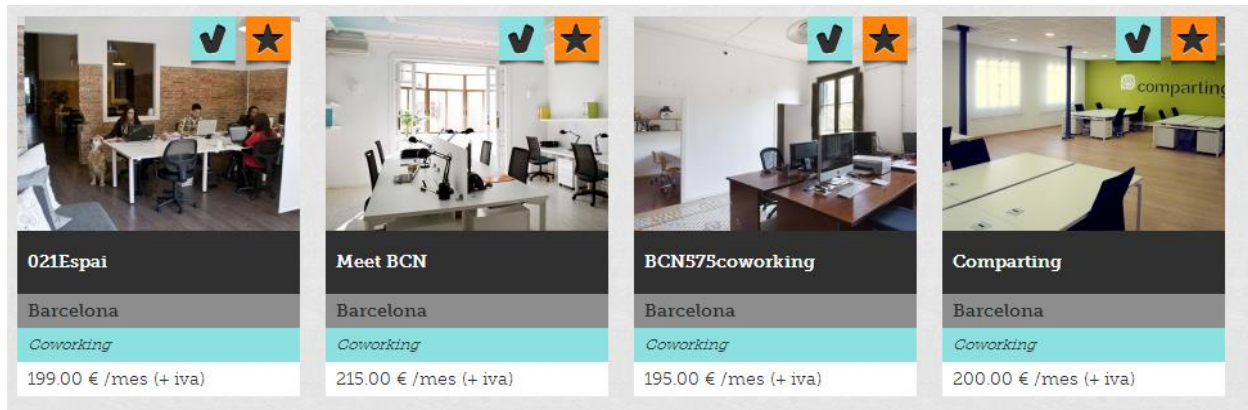 comparting
021Espai
Barcelona
Coworking
199.00 € /mes (+ iva)
Meet BCN
Barcelona
Coworking
215.00 € /mes (+ iva)
BCN575coworking
Barcelona
Coworking
195.00 € /mes (+ iva)
Comparting
Barcelona
Coworking
200.00 € /mes (+ iva)